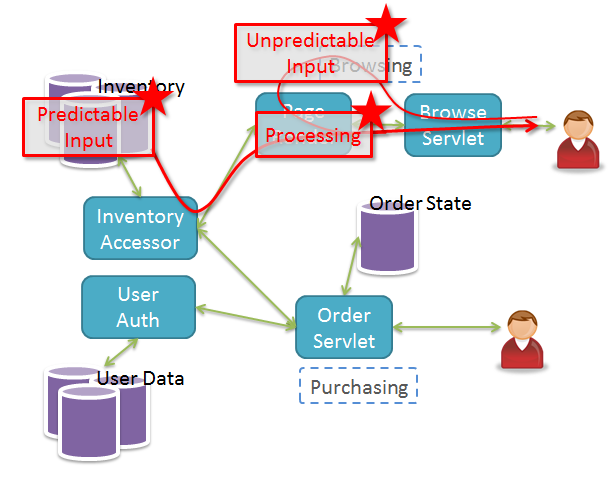 Unpredictable
Input
Browsing
Inventory
Predictable
Input
Page
Processing
Browse
Servlet
Order State
Inventory
Accessor
User
Auth
Order
Servlet
User Data
Purchasing